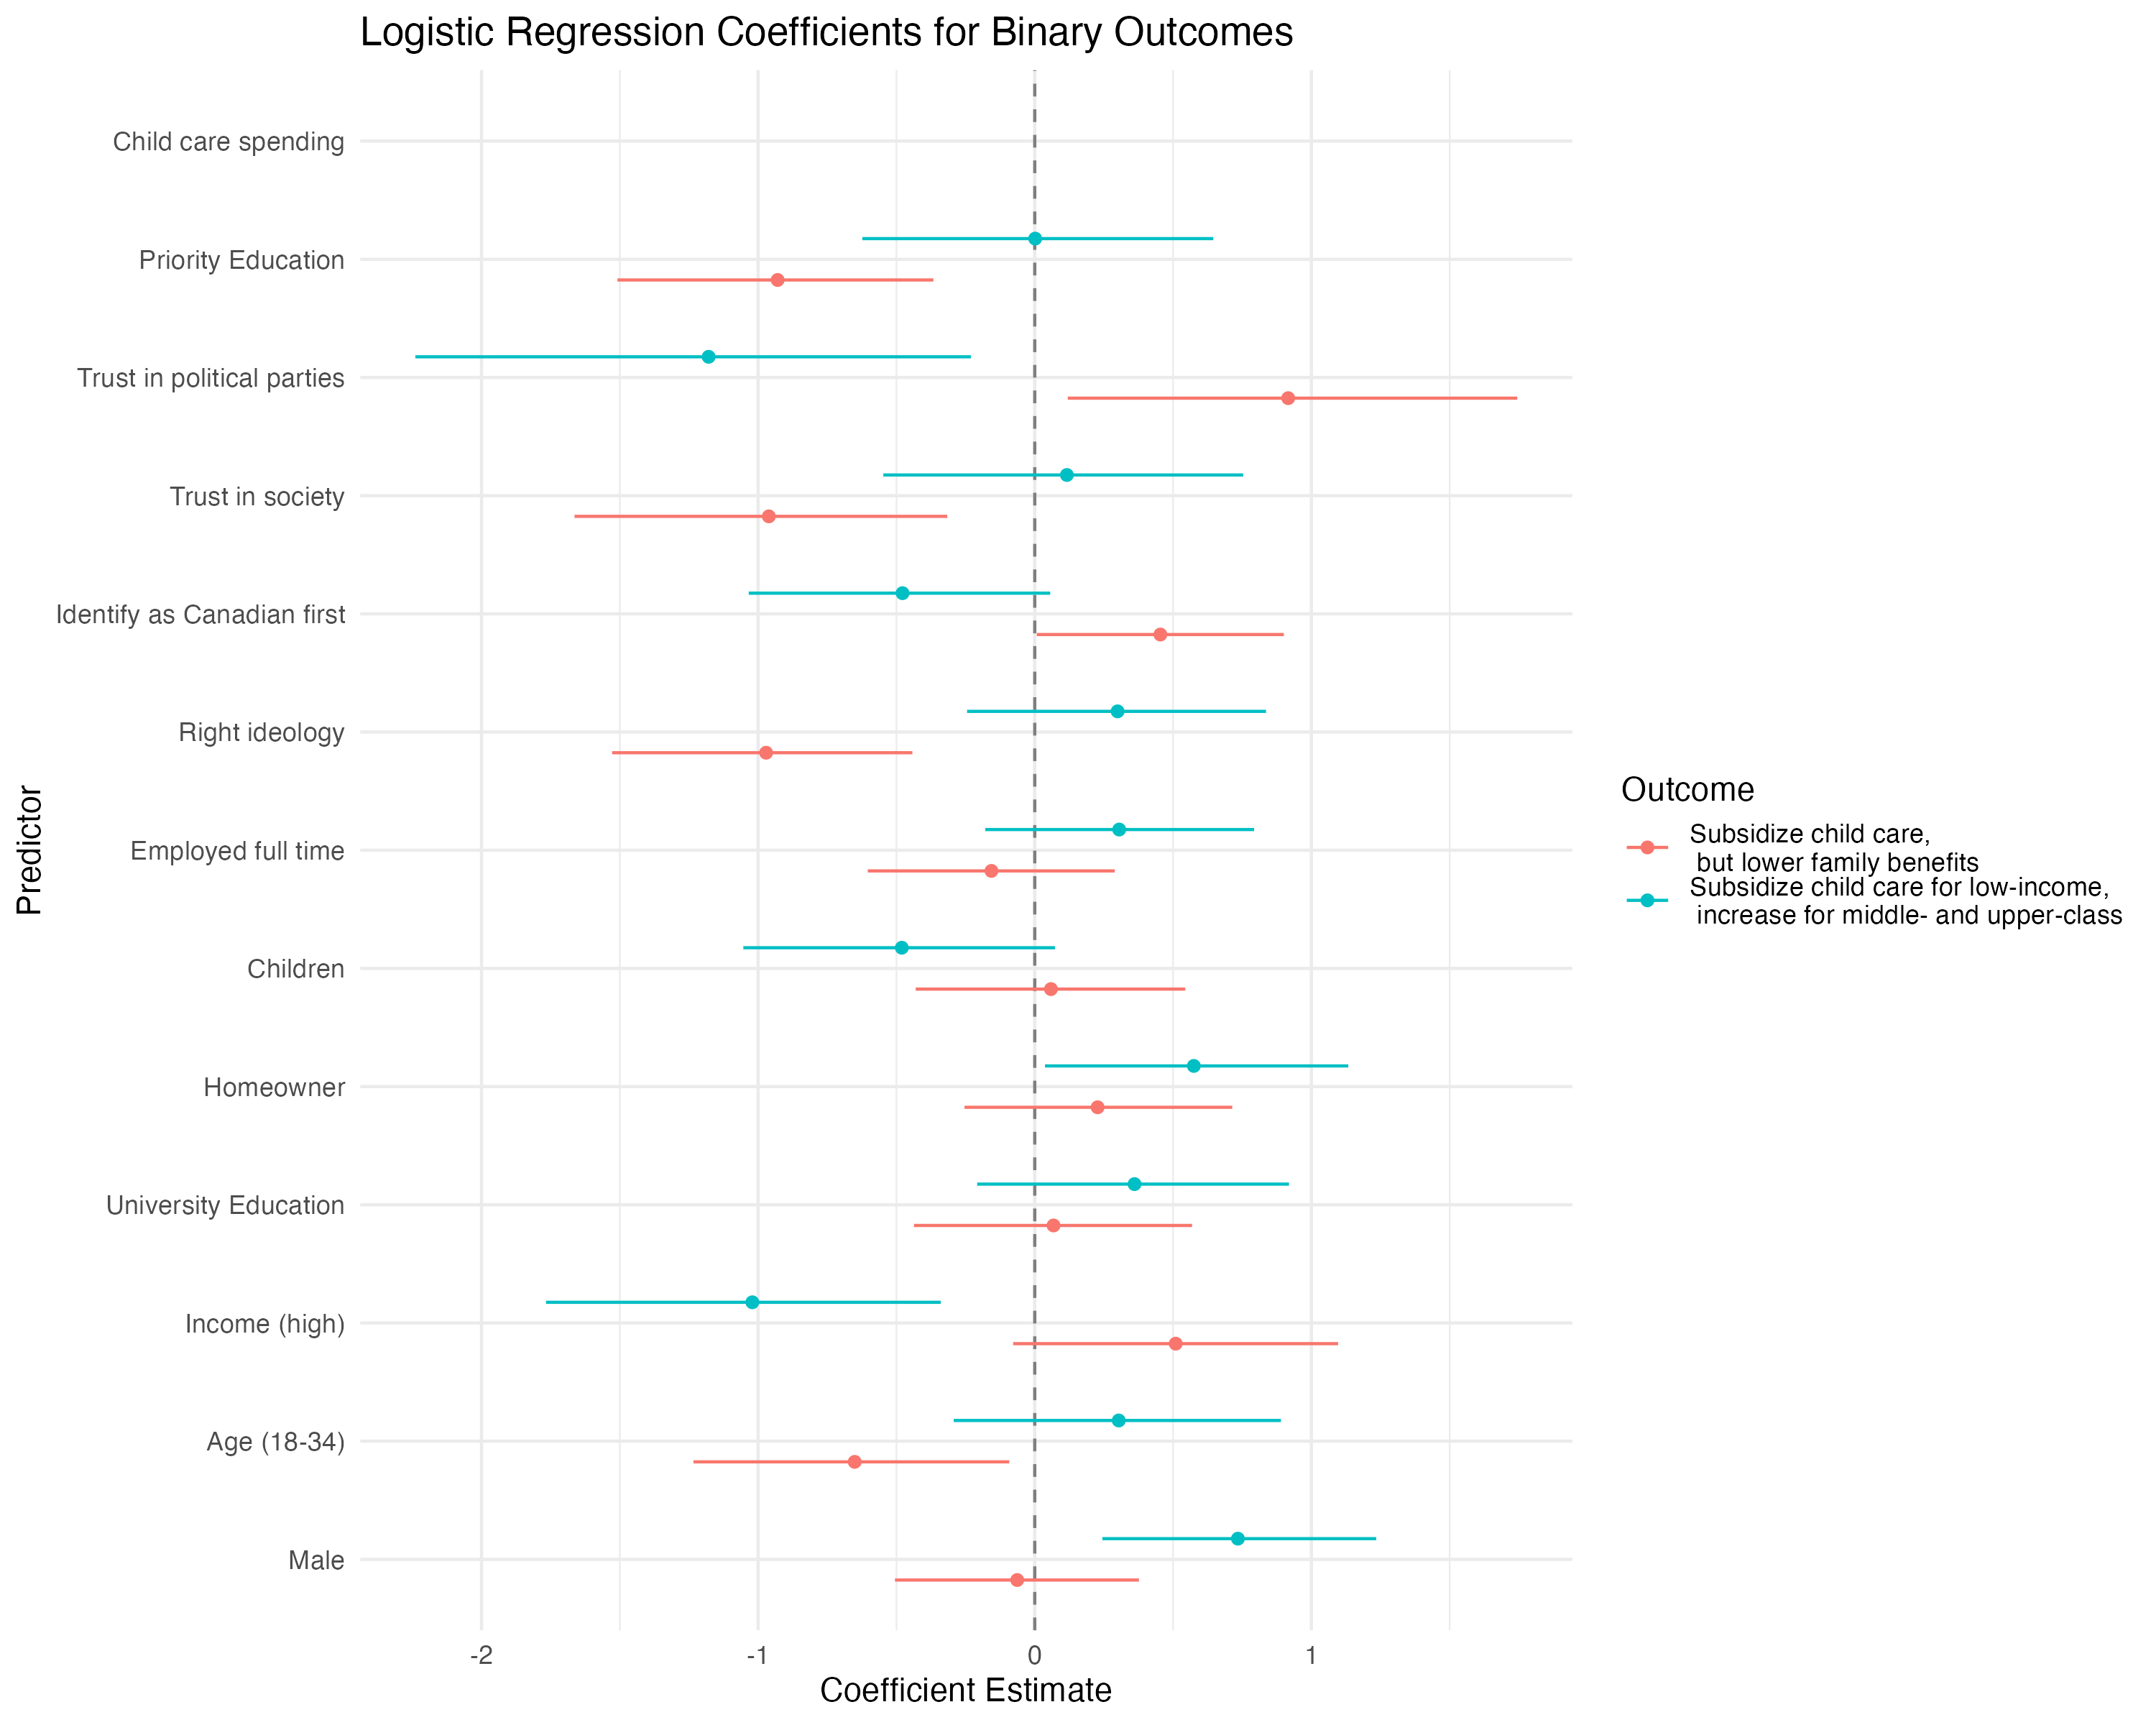 Logistic Regression Coefficients for Binary Outcomes
Predictor
Child care spending
Priority Education
Trust in political parties
Trust in society
Identify as Canadian first
Right ideology
Employed full time
Children
Homeowner
University Education
Income (high)
Age (18-34)
Male
-2 -1 0 1
Coefficient Estimate
Outcome
Subsidize child care,
but lower family benefits
Subsidize child care for low-income,
increase for middle- and upper-class